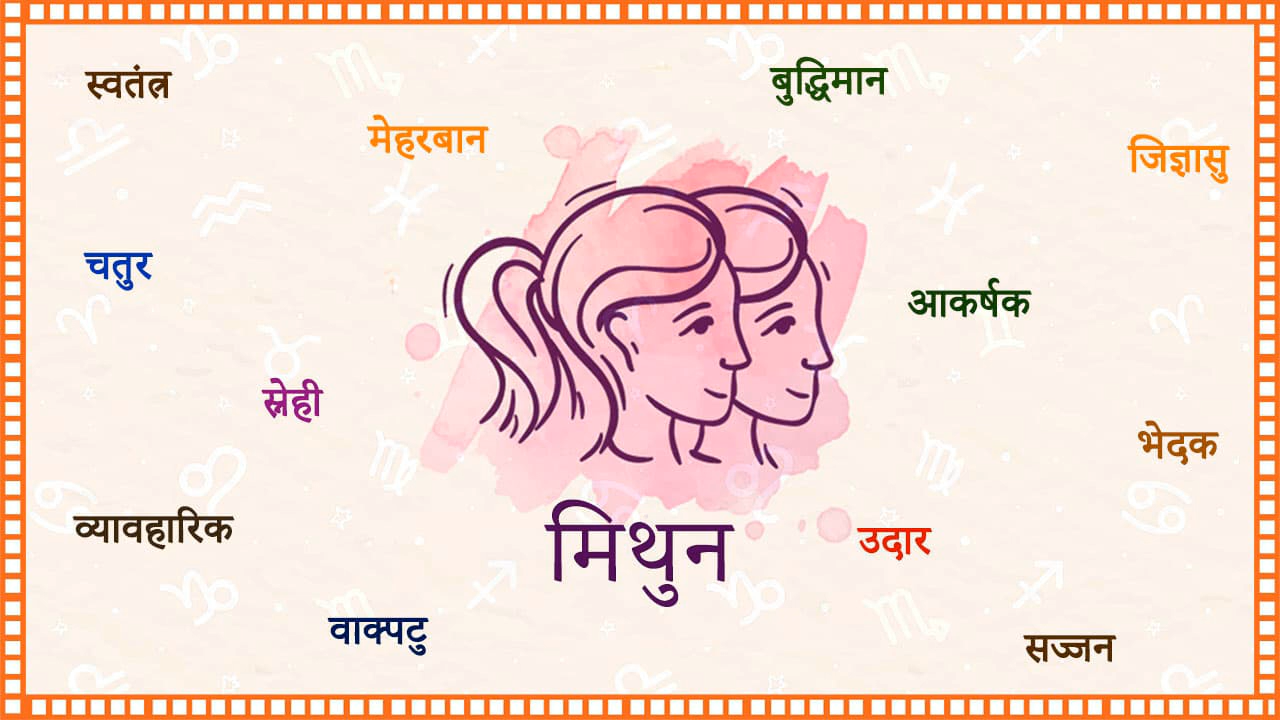 स्वतंत्र
बुद्धिमान
मेहरबान
जिज्ञासु
चतुर
आकर्षक
स्नेही
भेदक
व्यावहारिक
मिथुन
उदार
वाक्पटु
सज्जन